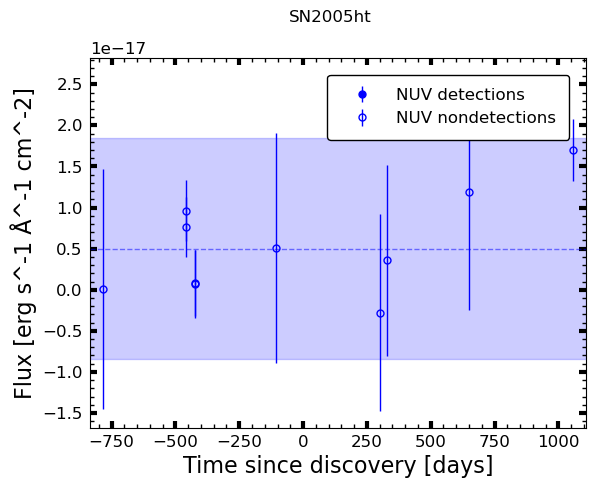 SN2005ht
1e−17
NUV detections
NUV nondetections
2.5
2.0
1.5
1.0
0.5
0.0
−0.5
−1.0
−1.5
Flux [erg s^-1 Å^-1 cm^-2]
−750 −500 −250 0 250 500 750 1000
Time since discovery [days]